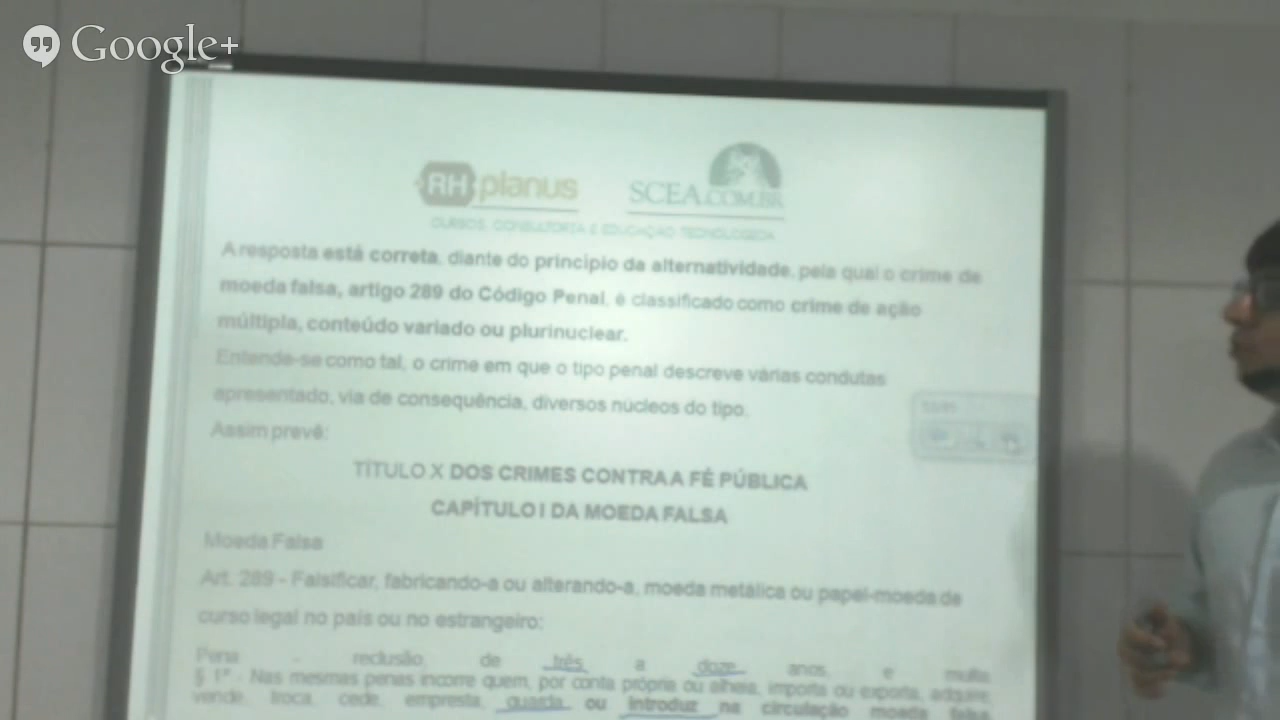 Google+
RH planus
SCEA.COM.BR
CURSOS, CONSULTORIA E EDUCAÇÃO TECNOLÓGICA
A resposta está correta, diante do princípio da alternatividade, pela qual o crime de
moeda falsa, artigo 289 do Código Penal, é classificado como crime de ação
múltipla, conteúdo variado ou plurinuclear.
Entende-se como tal, o crime em que o tipo penal descreve várias condutas
apresentado, via de consequência, diversos núcleos do tipo.
Assim prevê:
TÍTULO X DOS CRIMES CONTRA A FÉ PÚBLICA
CAPÍTULO I DA MOEDA FALSA
Moeda Falsa
Art. 289 - Falsificar, fabricando-a ou alterando-a, moeda metálica ou papel-moeda de
curso legal no país ou no estrangeiro:
Pena - reclusão, de três a doze anos, e multa
§ 1º - Nas mesmas penas incorre quem, por conta própria ou alheia, importa ou exporta, adquire,
vende, troca, cede, empresta, guarda ou introduz na circulação moeda falsa